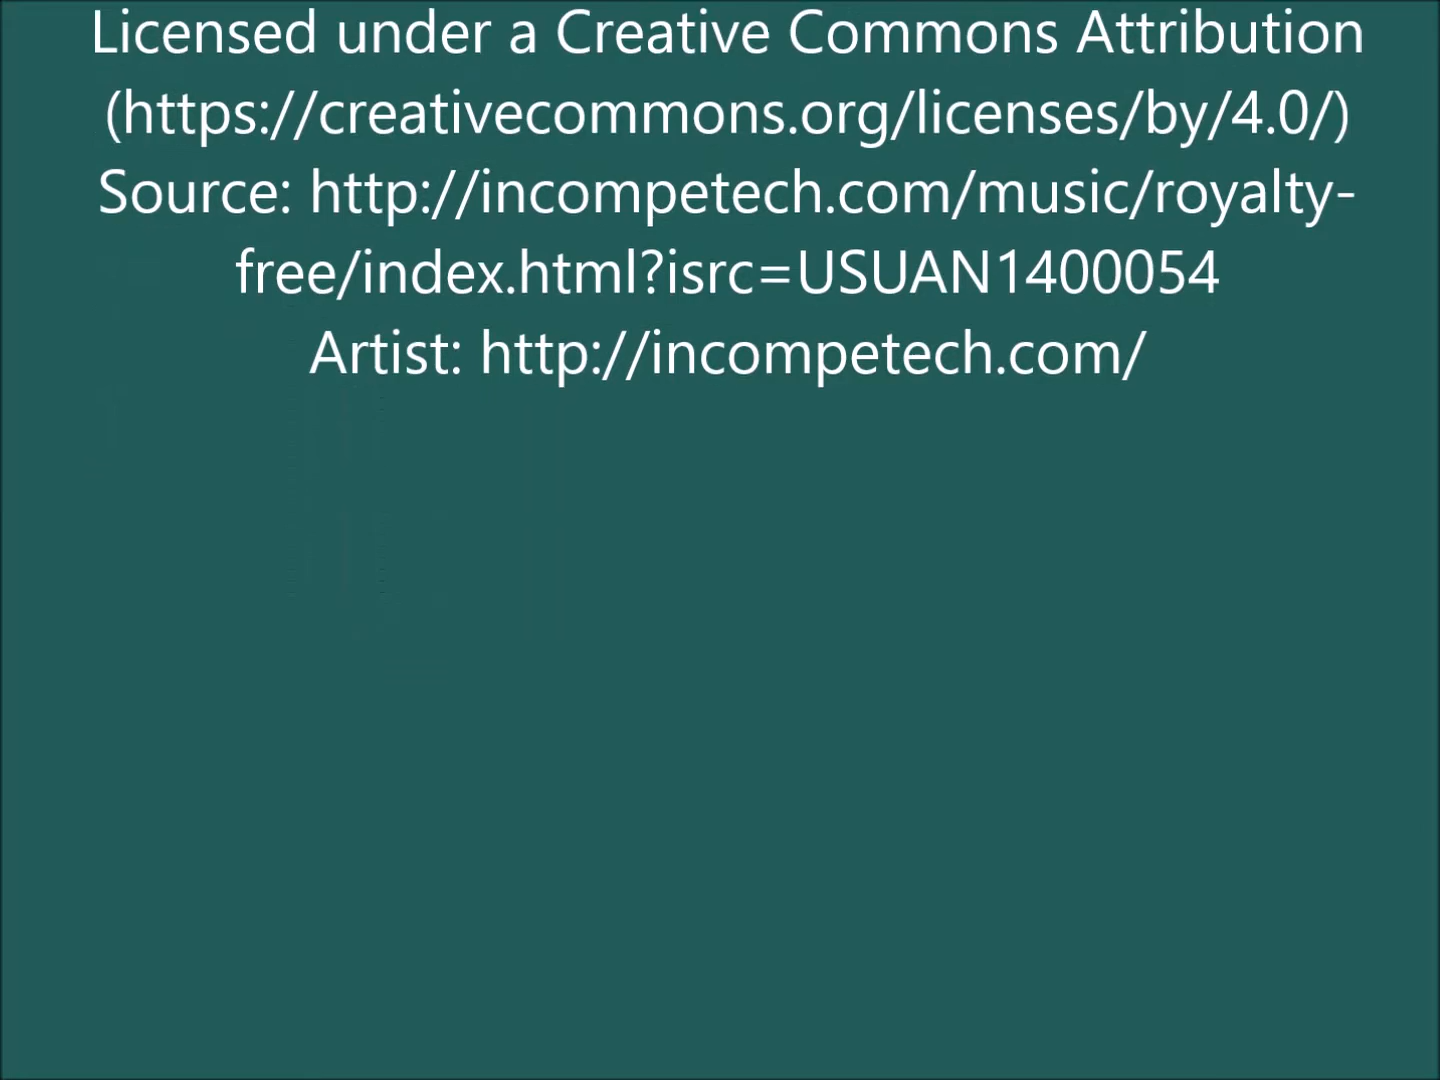 Licensed under a Creative Commons Attribution
(https://creativecommons.org/licenses/by/4.0/)
Source: http://incompetech.com/music/royalty-
free/index.html?isrc=USUAN1400054
Artist: http://incompetech.com/